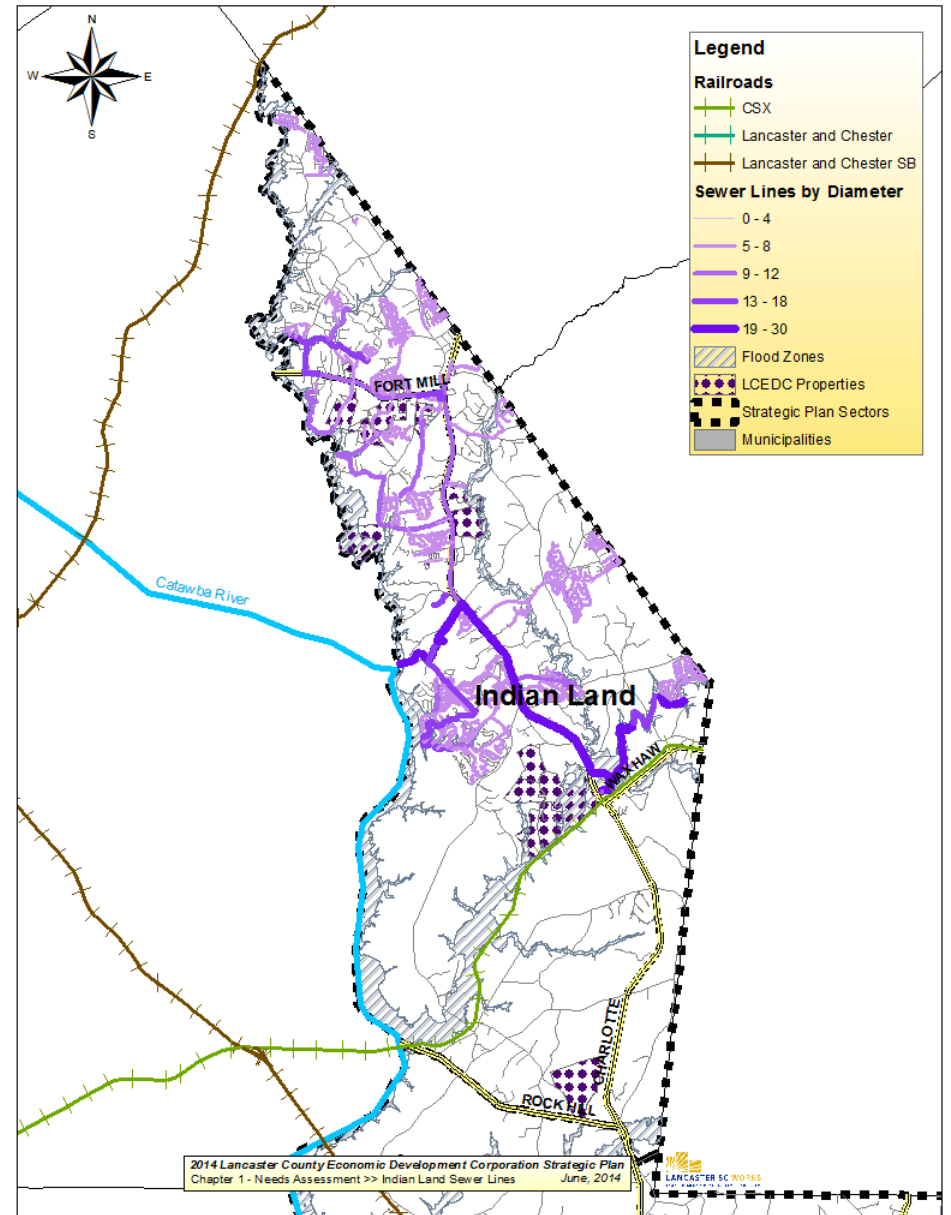 N
W
E
S
Legend
Railroads
CSX
Lancaster and Chester
Lancaster and Chester SB
Sewer Lines by Diameter
0 - 4
5 - 8
9 - 12
13 - 18
19 - 30
Flood Zones
LCEDC Properties
Strategic Plan Sectors
Municipalities
FORT MILL
Catawba River
Indian Land
WAXHAW
CHARLOTTE
ROCK HILL
2014 Lancaster County Economic Development Corporation Strategic Plan
Chapter 1 - Needs Assessment >> Indian Land Sewer Lines June, 2014
LANCASTER SC WORKS